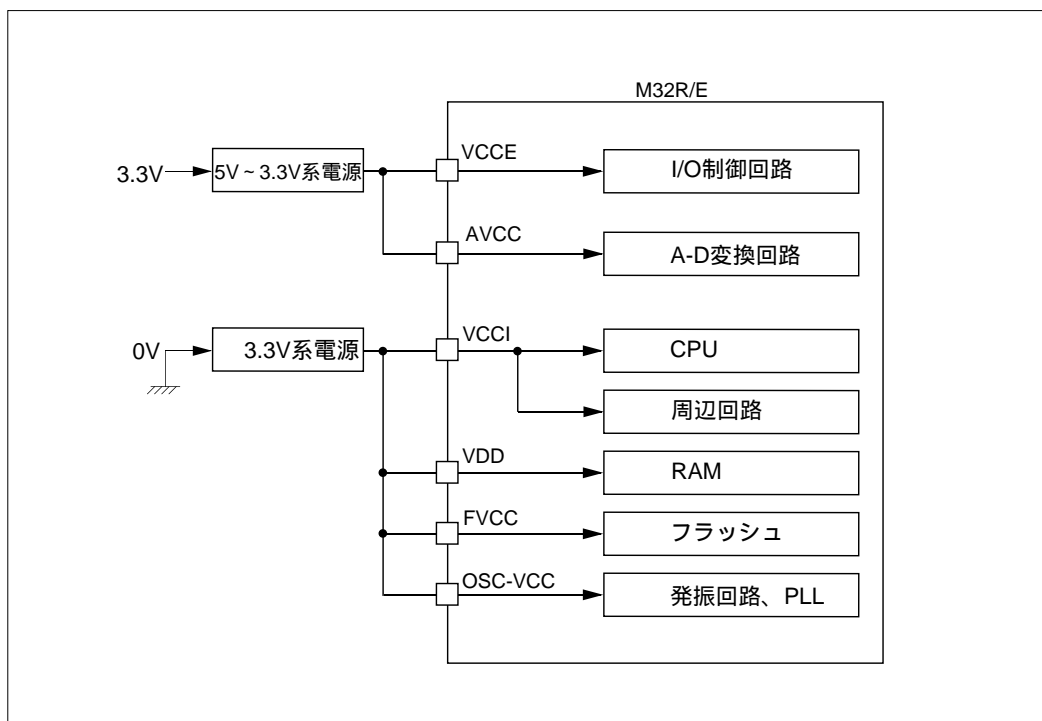 M32R/E
3.3V
5V ~ 3.3V系電源
VCCE
I/O制御回路
AVCC
A-D変換回路
0V
3.3V系電源
VCCI
CPU
周辺回路
VDD
RAM
FVCC
フラッシュ
OSC-VCC
発振回路、PLL